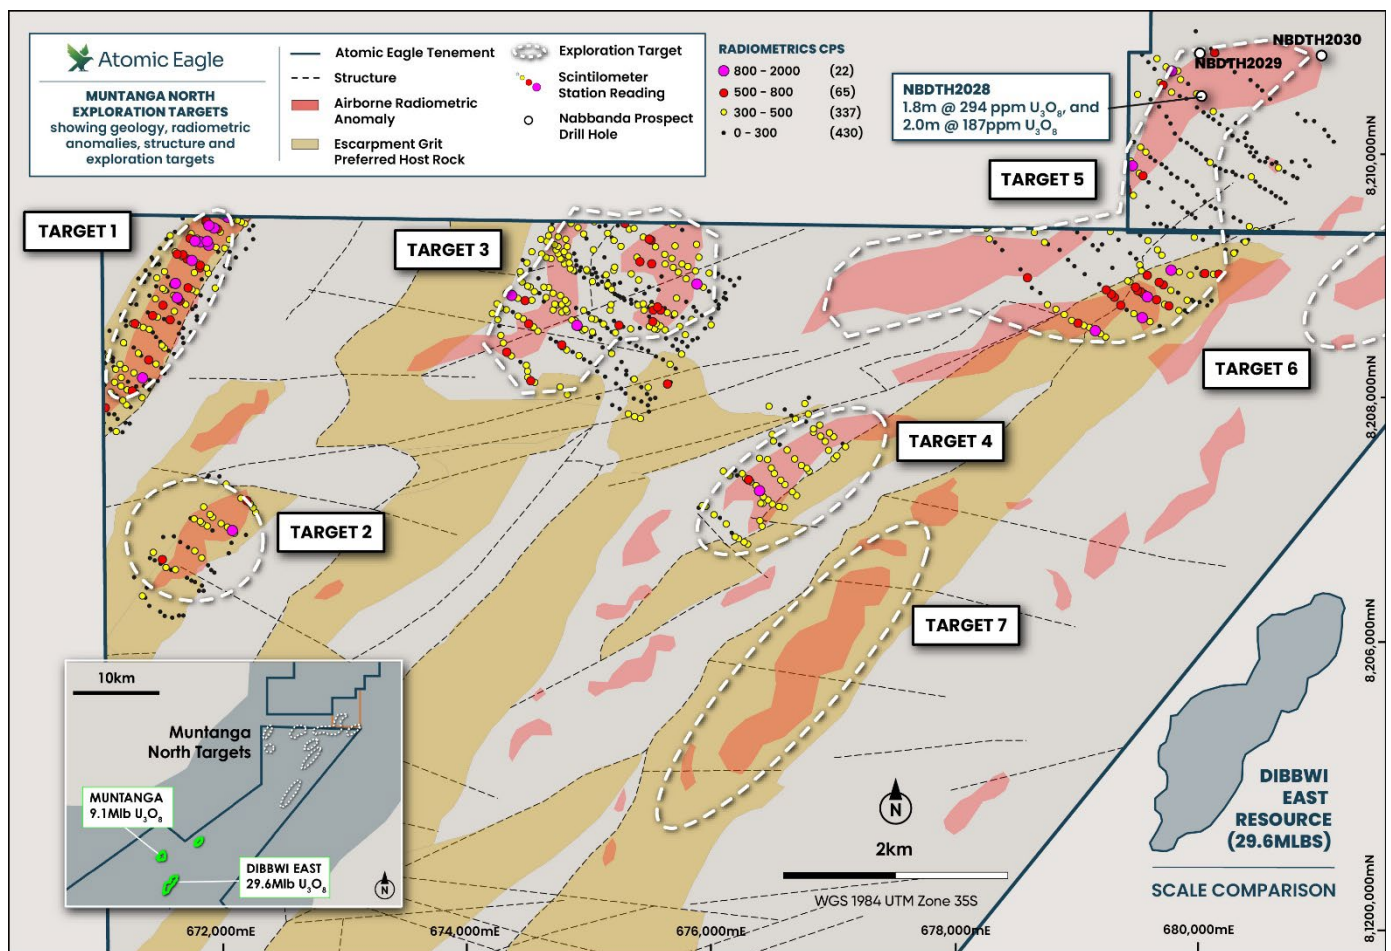 Atomic Eagle
MUNTANGA NORTH
EXPLORATION TARGETS
showing geology, radiometric
anomalies, structure and
exploration targets
Atomic Eagle Tenement
Structure
Airborne Radiometric
Anomaly
Escarpment Grit
Preferred Host Rock
Exploration Target
Scintilometer
Station Reading
Nabbanda Prospect
Drill Hole
RADIOMETRICS CPS
800 - 2000 (22)
500 - 800 (65)
300 - 500 (337)
0 - 300 (430)
NBDTH2028
1.8m @ 294 ppm U₃O₈, and
2.0m @ 187ppm U₃O₈
NBDTH2030
NBDTH2029
TARGET 5
TARGET 1
TARGET 3
TARGET 6
TARGET 4
TARGET 2
TARGET 7
8,210,000mN
8,208,000mN
8,206,000mN
8,1200,000mN
10km
Muntanga
North Targets
MUNTANGA
9.1Mlb U₃O₈
DIBBWI EAST
29.6Mlb U₃O₈
N
N
2km
WGS 1984 UTM Zone 35S
DIBBWI
EAST
RESOURCE
(29.6MLBS)
SCALE COMPARISON
672,000mE
674,000mE
676,000mE
678,000mE
680,000mE